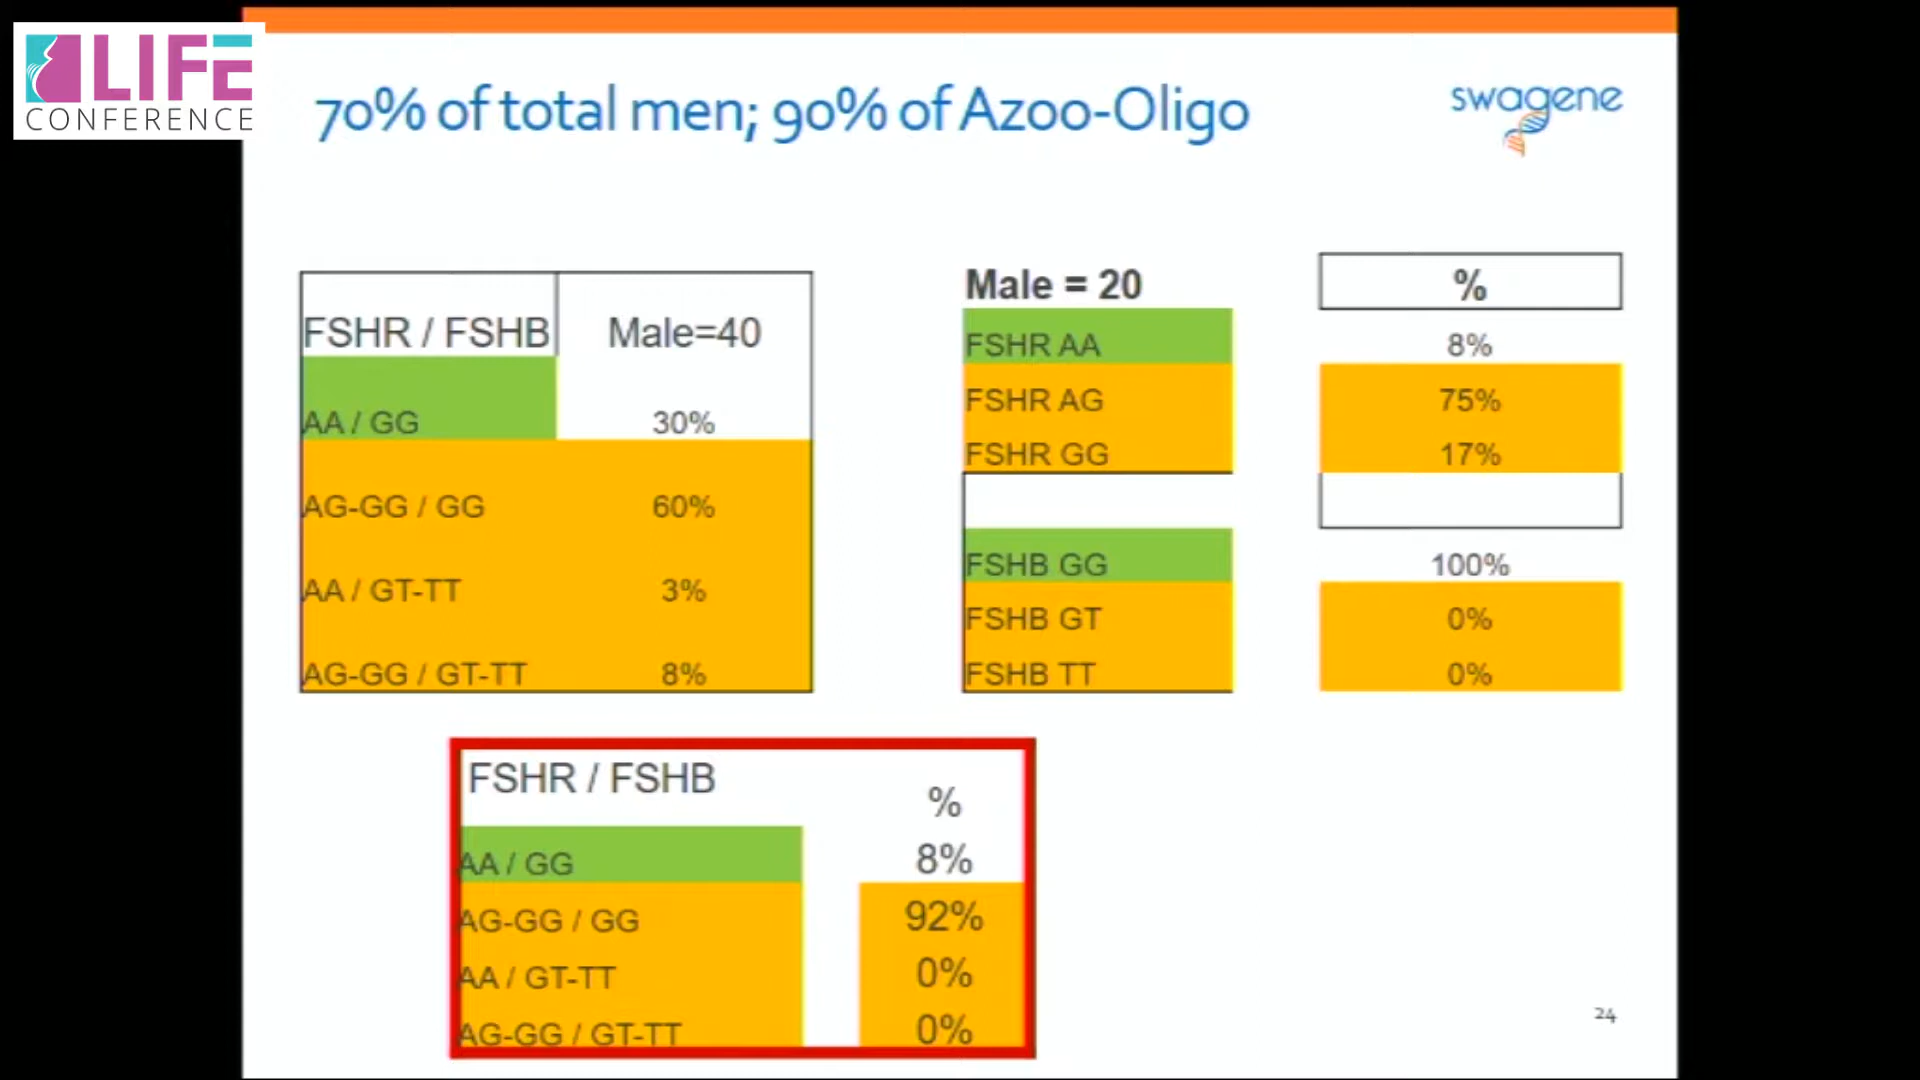 LIFE
CONFERENCE
70% of total men; 90% of Azoo-Oligo
swagene
FSHR / FSHB Male=40
AA / GG 30%
AG-GG / GG 60%
AA / GT-TT 3%
AG-GG / GT-TT 8%
Male = 20 %
FSHR AA 8%
FSHR AG 75%
FSHR GG 17%
FSHB GG 100%
FSHB GT 0%
FSHB TT 0%
FSHR / FSHB
%
AA / GG 8%
AG-GG / GG 92%
AA / GT-TT 0%
AG-GG / GT-TT 0%
24